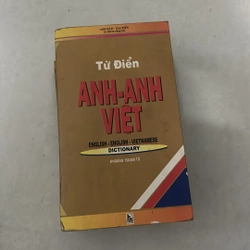 Từ Điển
ANH-ANH
VIỆT
ENGLISH - ENGLISH - VIETNAMESE
DICTIONARY